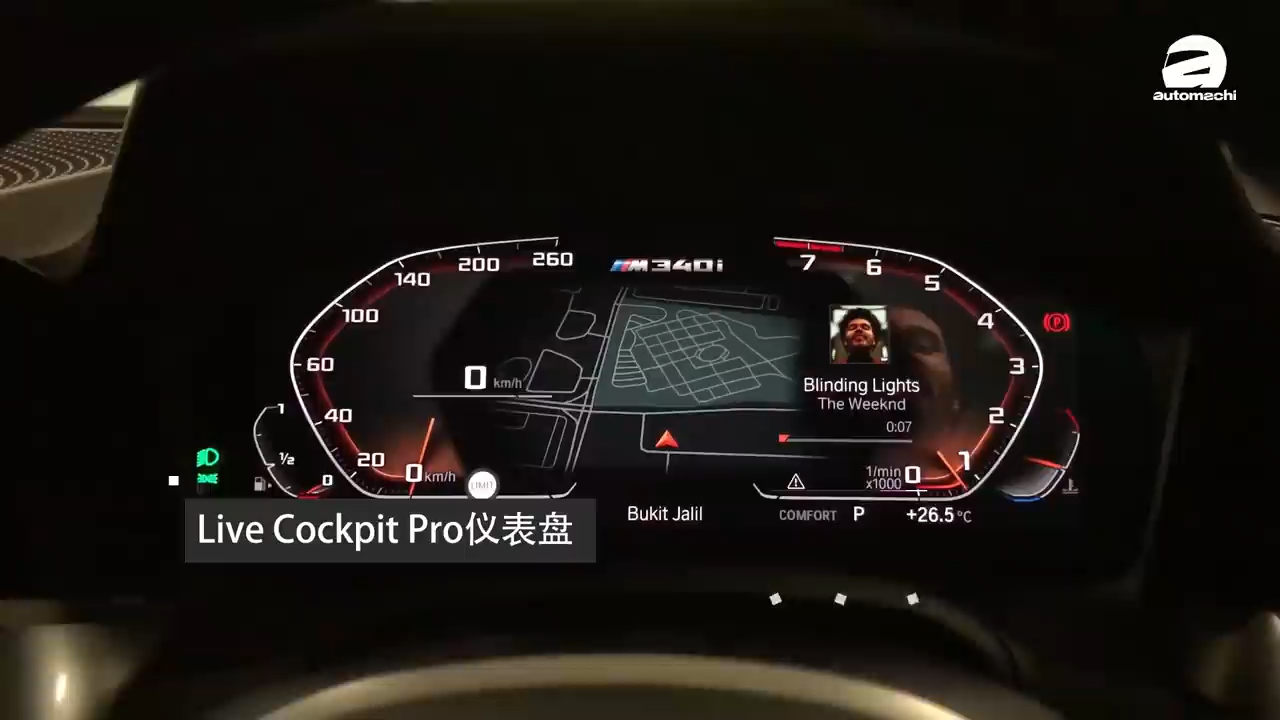 automachi
260
200
140
100
60
40
20
0 km/h
M340i
7
6
5
4
3
2
1
0
1/min
x1000
(P)
0 km/h
Blinding Lights
The Weeknd
0:07
1
1/2
0
LIMIT
Live Cockpit Pro仪表盘
Bukit Jalil
COMFORT P +26.5°C